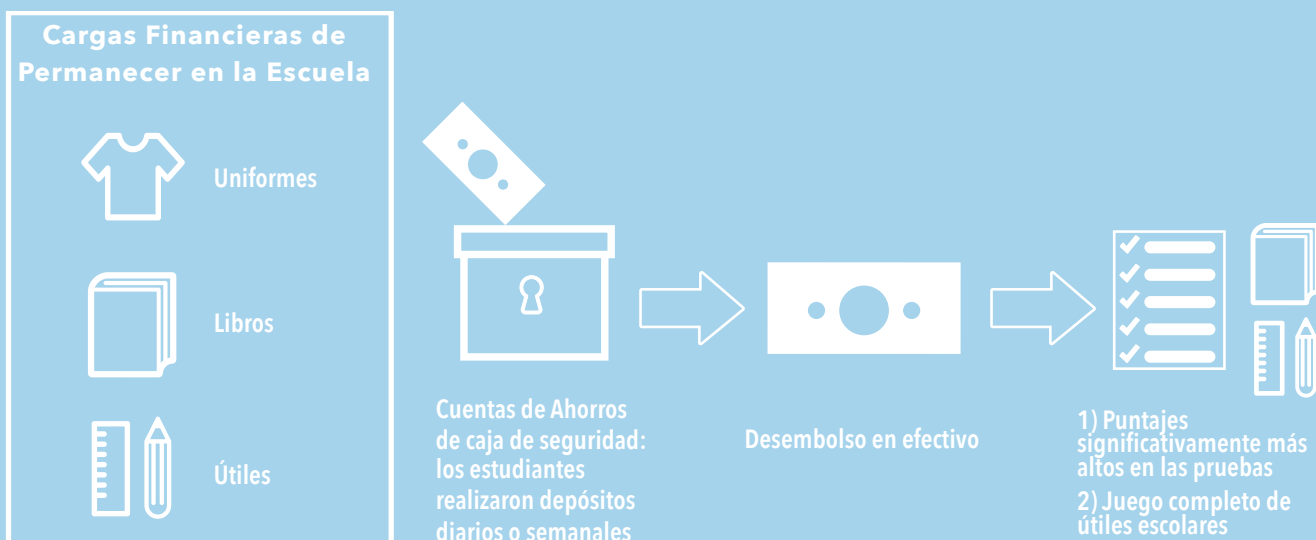 Cargas Financieras de
Permanecer en la Escuela
Uniformes
Libros
Útiles
Cuentas de Ahorros
de caja de seguridad:
los estudiantes
realizaron depósitos
diarios o semanales
Desembolso en efectivo
1) Puntajes
significativamente más
altos en las pruebas
2) Juego completo de
útiles escolares